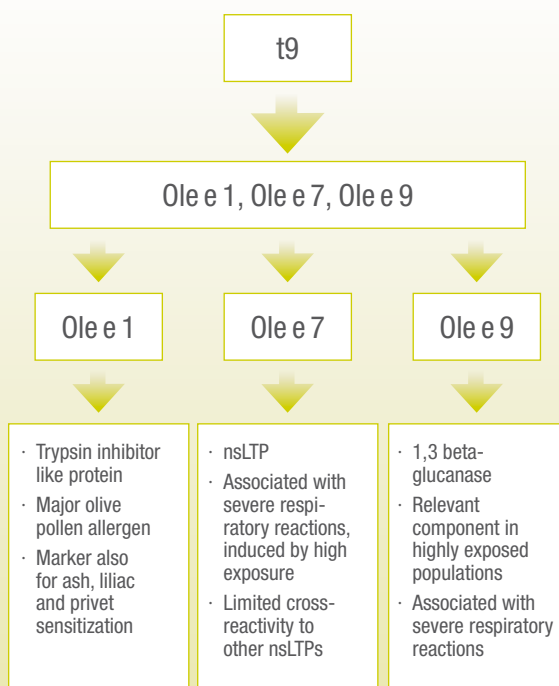 t9
Ole e 1, Ole e 7, Ole e 9
Ole e 1
Ole e 7
Ole e 9
· Trypsin inhibitor
like protein
· Major olive
pollen allergen
· Marker also
for ash, liliac
and privet
sensitization
· nsLTP
· Associated with
severe respi-
ratory reactions,
induced by high
exposure
· Limited cross-
reactivity to
other nsLTPs
· 1,3 beta-
glucanase
· Relevant
component in
highly exposed
populations
· Associated with
severe respiratory
reactions